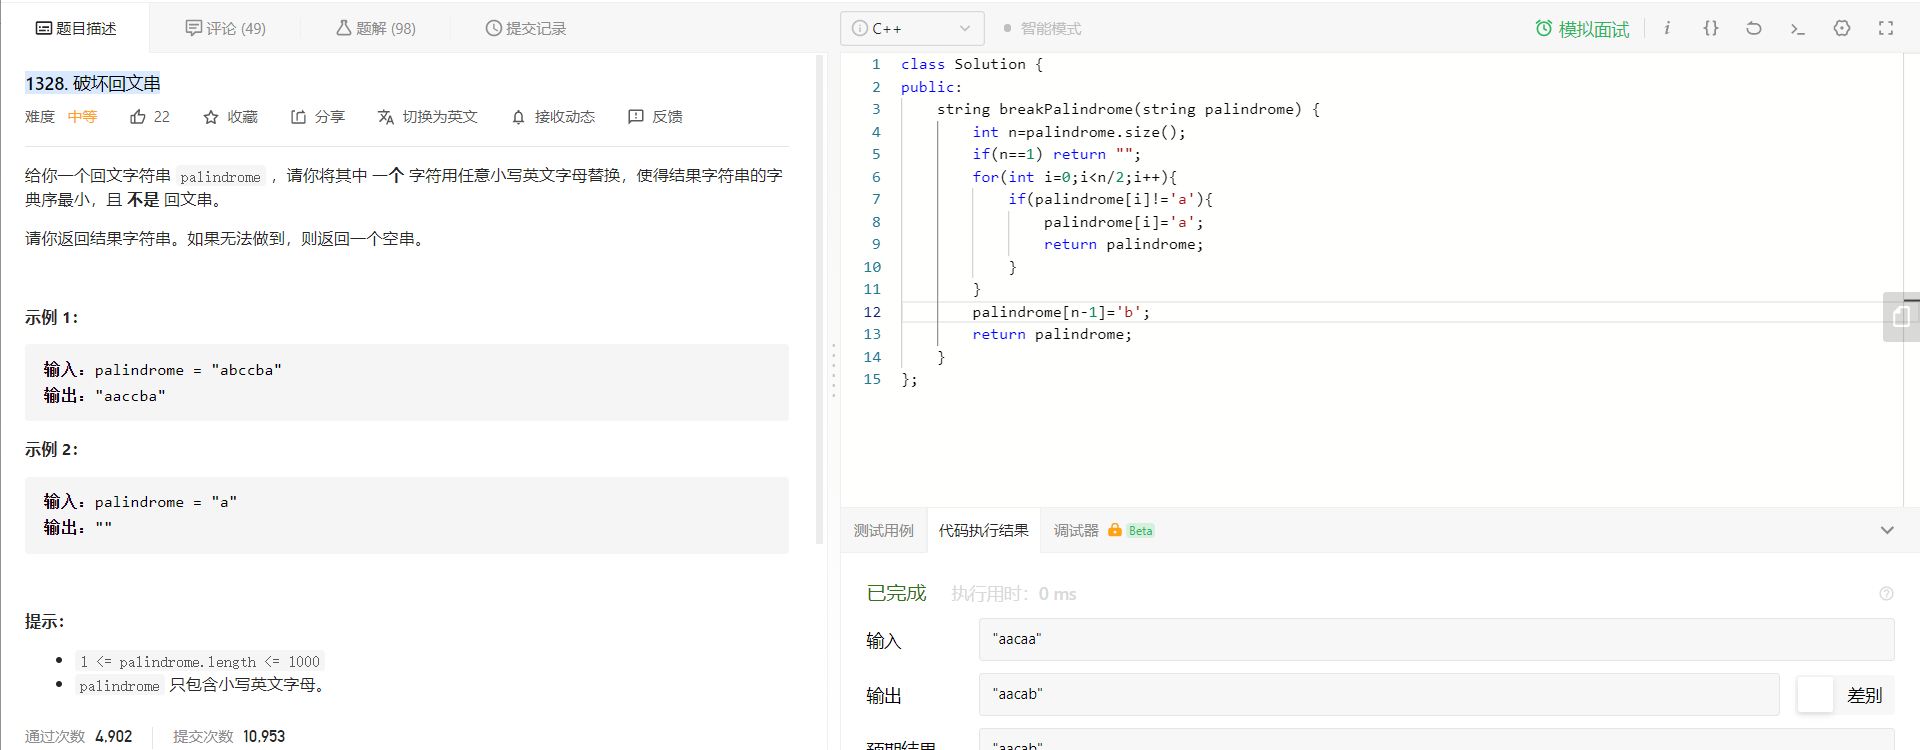 题目描述
评论 (49)
题解 (98)
提交记录
1328. 破坏回文串
难度 中等 22 收藏 分享 切换为英文 接收动态 反馈
给你一个回文字符串 palindrome ，请你将其中 一个 字符用任意小写英文字母替换，使得结果字符串的字
典序最小，且 不是 回文串。
请你返回结果字符串。如果无法做到，则返回一个空串。
示例 1：
输入：palindrome = "abccba"
输出："aaccba"
示例 2：
输入：palindrome = "a"
输出：""
提示：
1 <= palindrome.length <= 1000
palindrome 只包含小写英文字母。
通过次数 4,902 提交次数 10,953
C++
智能模式
模拟面试
1 class Solution {
2 public:
3 string breakPalindrome(string palindrome) {
4 int n=palindrome.size();
5 if(n==1) return "";
6 for(int i=0;i<n/2;i++){
7 if(palindrome[i]!='a'){
8 palindrome[i]='a';
9 return palindrome;
10 }
11 }
12 palindrome[n-1]='b';
13 return palindrome;
14 }
15 };
测试用例 代码执行结果 调试器 Beta
已完成 执行用时：0 ms
输入 "aacaa"
输出 "aacab" 差别
预期结果 "aacab"